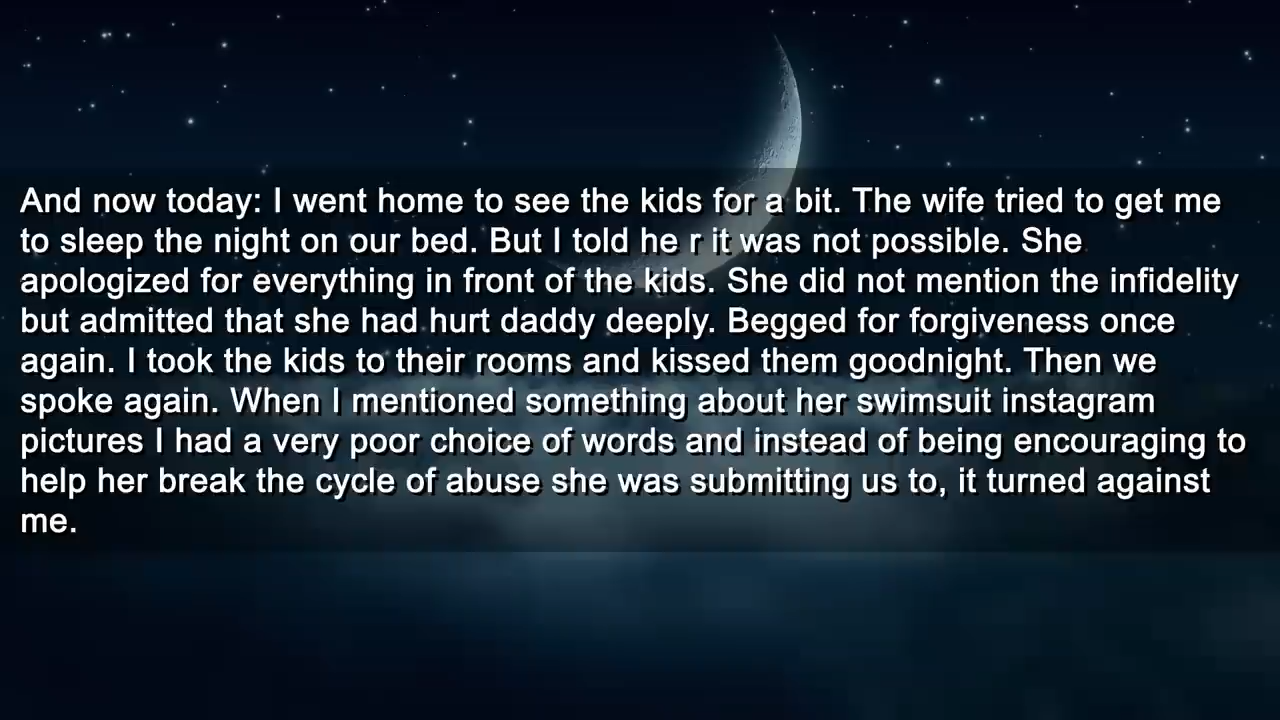 And now today: I went home to see the kids for a bit. The wife tried to get me
to sleep the night on our bed. But I told he r it was not possible. She
apologized for everything in front of the kids. She did not mention the infidelity
but admitted that she had hurt daddy deeply. Begged for forgiveness once
again. I took the kids to their rooms and kissed them goodnight. Then we
spoke again. When I mentioned something about her swimsuit instagram
pictures I had a very poor choice of words and instead of being encouraging to
help her break the cycle of abuse she was submitting us to, it turned against
me.